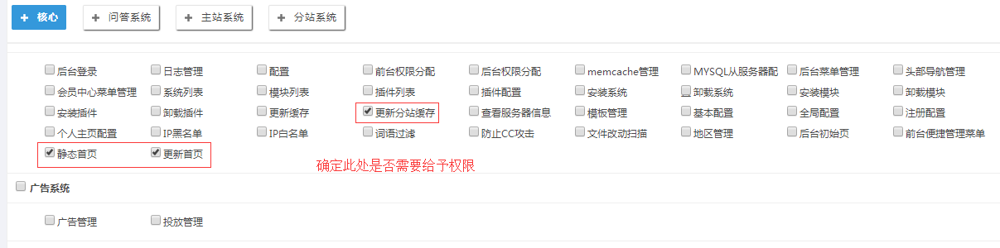 + 核心 + 问答系统 + 主站系统 + 分站系统
后台登录 日志管理 配置 前台权限分配 后台权限分配 memcache管理 MYSQL从服务器配 后台菜单管理 头部导航管理
会员中心菜单管理 系统列表 模块列表 插件列表 插件配置 安装系统 卸载系统 安装模块 卸载模块
安装插件 卸载插件 更新缓存 更新分站缓存 查看服务器信息 模板管理 基本配置 全局配置 注册配置
个人主页配置 IP黑名单 IP白名单 词语过滤 防止CC攻击 文件改动扫描 地区管理 后台初始页 前台便捷管理菜单
静态首页 更新首页
确定此处是否需要给予权限
广告系统
广告管理 投放管理